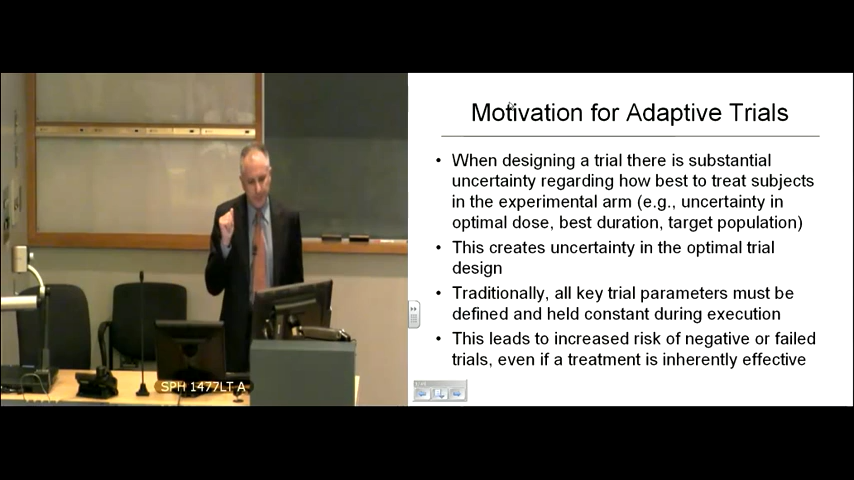 Motivation for Adaptive Trials
• When designing a trial there is substantial
uncertainty regarding how best to treat subjects
in the experimental arm (e.g., uncertainty in
optimal dose, best duration, target population)
• This creates uncertainty in the optimal trial
design
• Traditionally, all key trial parameters must be
defined and held constant during execution
• This leads to increased risk of negative or failed
trials, even if a treatment is inherently effective
SPH 1477LT A